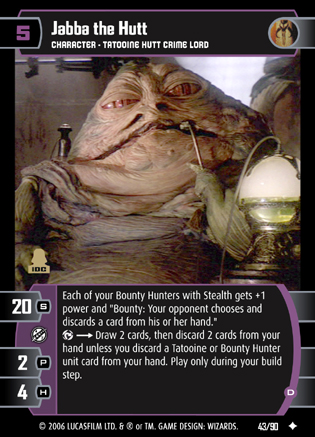 5
Jabba the Hutt
CHARACTER • TATOOINE HUTT CRIME LORD
IDC
20 S
2 P
4 H
Each of your Bounty Hunters with Stealth gets +1
power and "Bounty: Your opponent chooses and
discards a card from his or her hand."
→ Draw 2 cards, then discard 2 cards from your
hand unless you discard a Tatooine or Bounty Hunter
unit card from your hand. Play only during your build
step.
D
© 2006 LUCASFILM LTD. & ® or TM. GAME DESIGN: WIZARDS. 43/90